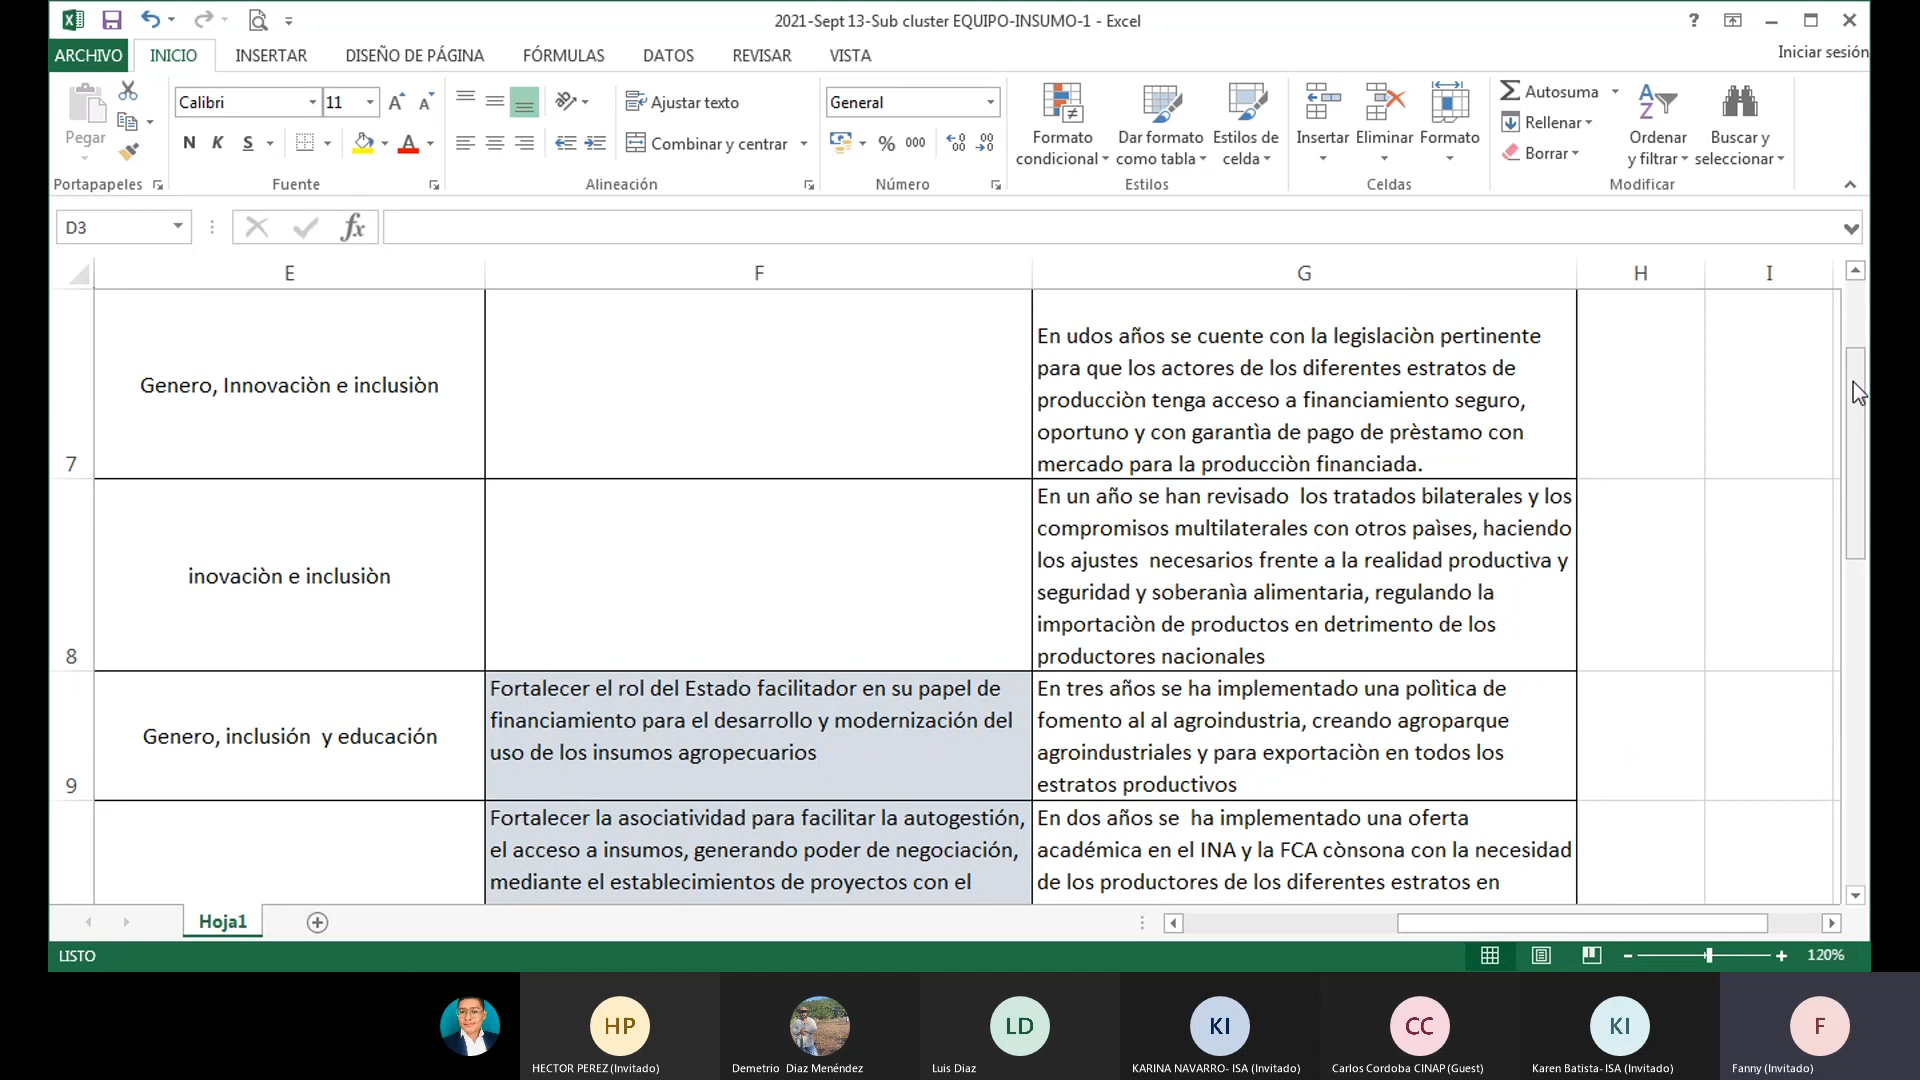 2021-Sept 13-Sub cluster EQUIPO-INSUMO-1 - Excel
?
ARCHIVO
INICIO
INSERTAR
DISEÑO DE PÁGINA
FÓRMULAS
DATOS
REVISAR
VISTA
Iniciar sesión
Pegar
Portapapeles
Calibri
11
N K S
Fuente
Ajustar texto
Combinar y centrar
Alineación
General
% 000
Número
Formato
condicional
Dar formato
como tabla
Estilos de
celda
Estilos
Insertar
Eliminar
Formato
Celdas
Autosuma
Rellenar
Borrar
Ordenar
y filtrar
Buscar y
seleccionar
Modificar
D3
fx
E
F
G
H
I
7
Genero, Innovaciòn e inclusiòn
En udos años se cuente con la legislaciòn pertinente
para que los actores de los diferentes estratos de
producciòn tenga acceso a financiamiento seguro,
oportuno y con garantìa de pago de prèstamo con
mercado para la producciòn financiada.
8
inovaciòn e inclusiòn
En un año se han revisado  los tratados bilaterales y los
compromisos multilaterales con otros paìses, haciendo
los ajustes  necesarios frente a la realidad productiva y
seguridad y soberanìa alimentaria, regulando la
importaciòn de productos en detrimento de los
productores nacionales
9
Genero, inclusión  y educación
Fortalecer el rol del Estado facilitador en su papel de
financiamiento para el desarrollo y modernización del
uso de los insumos agropecuarios
En tres años se ha implementado una polìtica de
fomento al al agroindustria, creando agroparque
agroindustriales y para exportaciòn en todos los
estratos productivos
Fortalecer la asociatividad para facilitar la autogestión,
el acceso a insumos, generando poder de negociación,
mediante el establecimientos de proyectos con el
En dos años se  ha implementado una oferta
académica en el INA y la FCA cònsona con la necesidad
de los productores de los diferentes estratos en
Hoja1
LISTO
120%
HP
LD
KI
CC
KI
F
HECTOR PEREZ (Invitado)
Demetrio  Diaz Menéndez
Luis Diaz
KARINA NAVARRO- ISA (Invitado)
Carlos Cordoba CINAP (Guest)
Karen Batista- ISA (Invitado)
Fanny (Invitado)